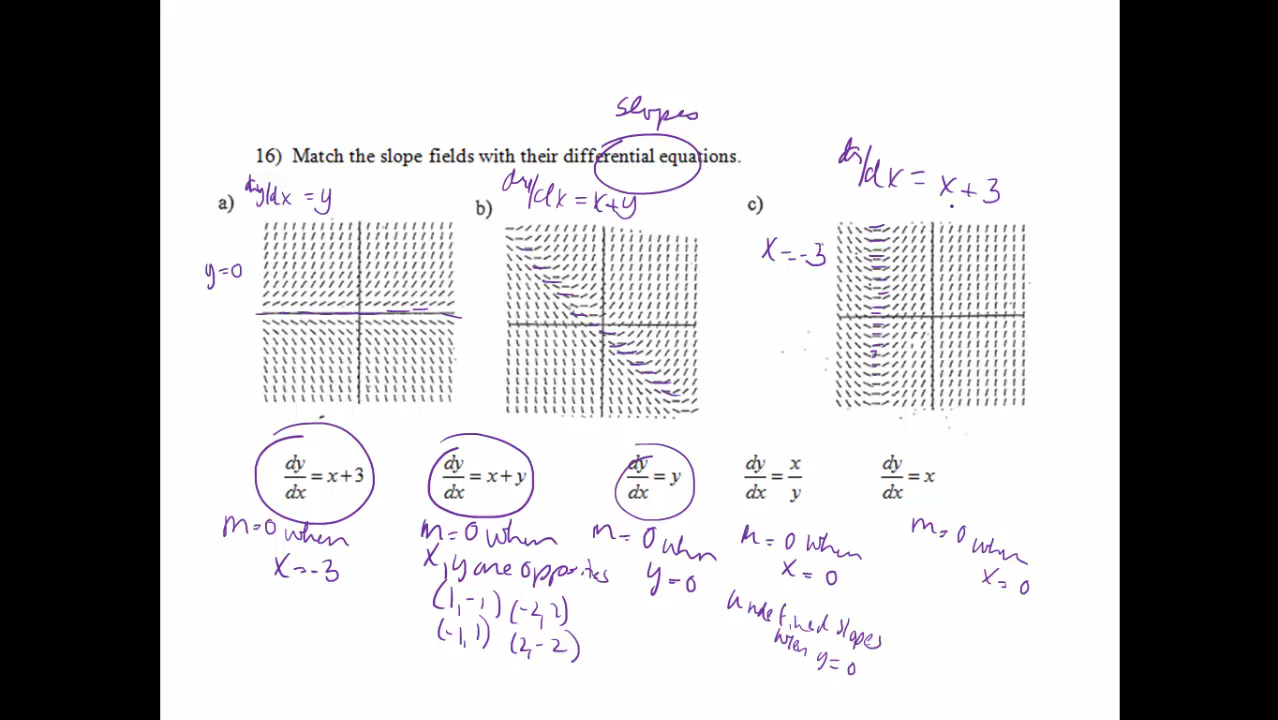 slopes
16) Match the slope fields with their differential equations.
a) dy/dx = y
b) dy/dx = x+y
c) dy/dx = x+3
y=0
x=-3
dy/dx = x+3
dy/dx = x+y
dy/dx = y
dy/dx = x/y
dy/dx = x
m=0 when
x=-3
m=0 when
x, y are opposites
(1,-1) (-2,2)
(-1,1) (2,-2)
m=0 when
y=0
m=0 when
x=0
undefined slopes
when y=0
m=0 when
x=0